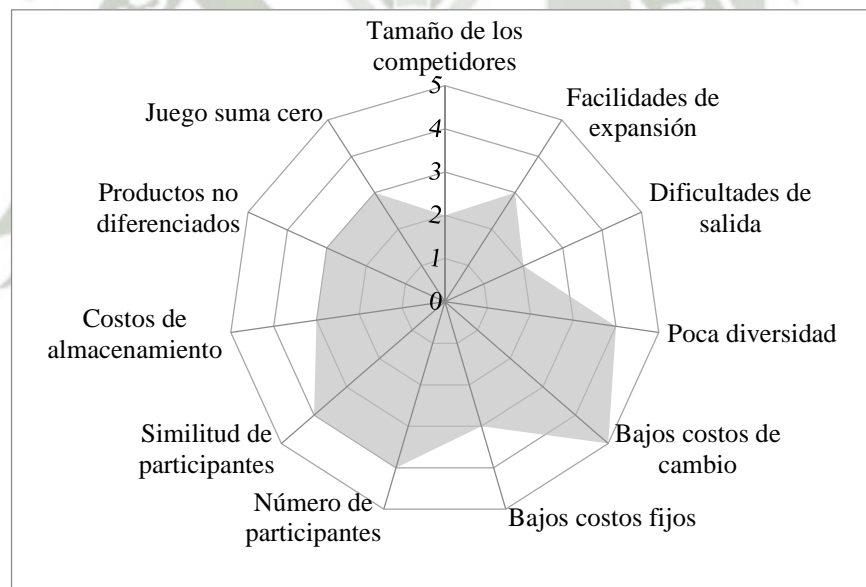 Tamaño de los
competidores
Facilidades de
expansión
Dificultades de
salida
Poca diversidad
Bajos costos de
cambio
Bajos costos fijos
Número de
participantes
Similitud de
participantes
Costos de
almacenamiento
Productos no
diferenciados
Juego suma cero
5
4
3
2
1
0